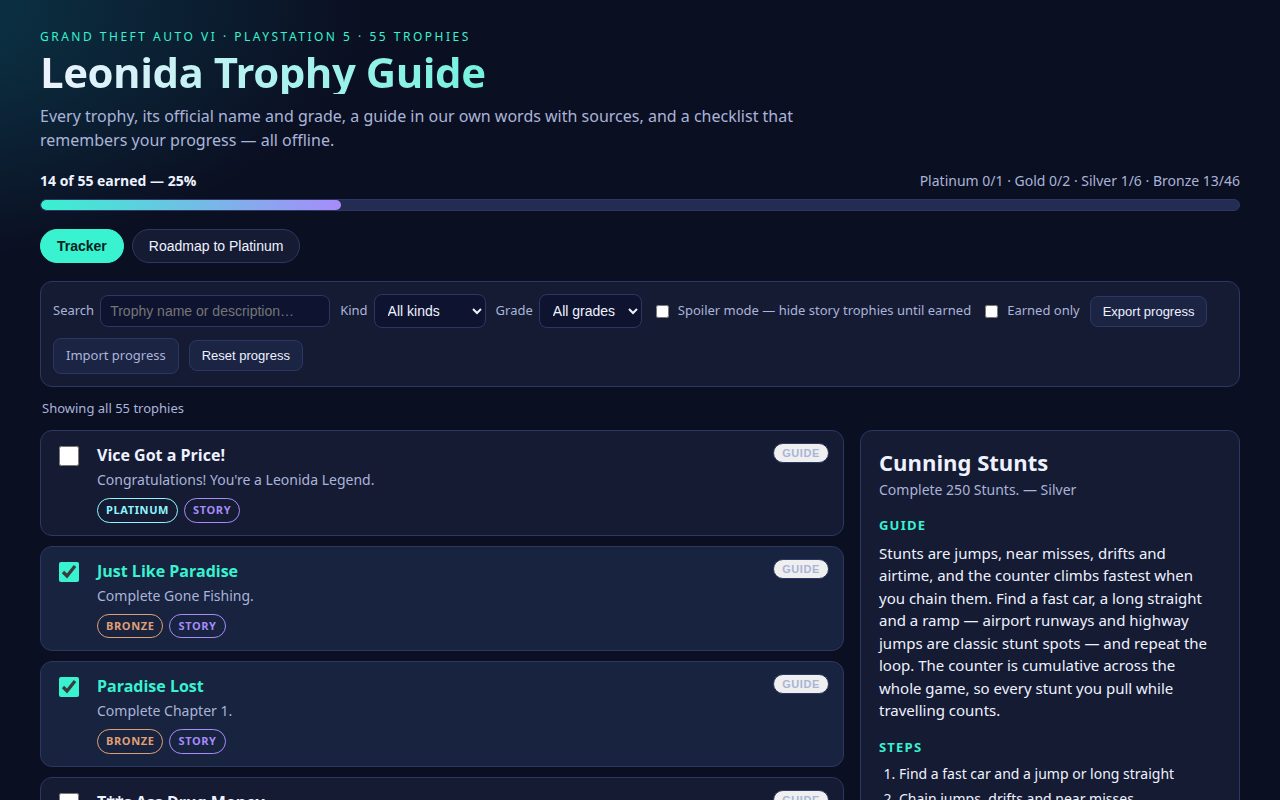 GRAND THEFT AUTO VI · PLAYSTATION 5 · 55 TROPHIES
Leonida Trophy Guide
Every trophy, its official name and grade, a guide in our own words with sources, and a checklist that
remembers your progress — all offline.
14 of 55 earned — 25%
Platinum 0/1 · Gold 0/2 · Silver 1/6 · Bronze 13/46
Tracker
Roadmap to Platinum
Search
Trophy name or description…
Kind
All kinds
Grade
All grades
Spoiler mode — hide story trophies until earned
Earned only
Export progress
Import progress
Reset progress
Showing all 55 trophies
Vice Got a Price!
GUIDE
Congratulations! You're a Leonida Legend.
PLATINUM
STORY
Just Like Paradise
GUIDE
Complete Gone Fishing.
BRONZE
STORY
Paradise Lost
GUIDE
Complete Chapter 1.
BRONZE
STORY
GUIDE
Cunning Stunts
Complete 250 Stunts. — Silver
GUIDE
Stunts are jumps, near misses, drifts and
airtime, and the counter climbs fastest when
you chain them. Find a fast car, a long straight
and a ramp — airport runways and highway
jumps are classic stunt spots — and repeat the
loop. The counter is cumulative across the
whole game, so every stunt you pull while
travelling counts.
STEPS
1. Find a fast car and a jump or long straight
2. Chain jumps, drifts and near misses